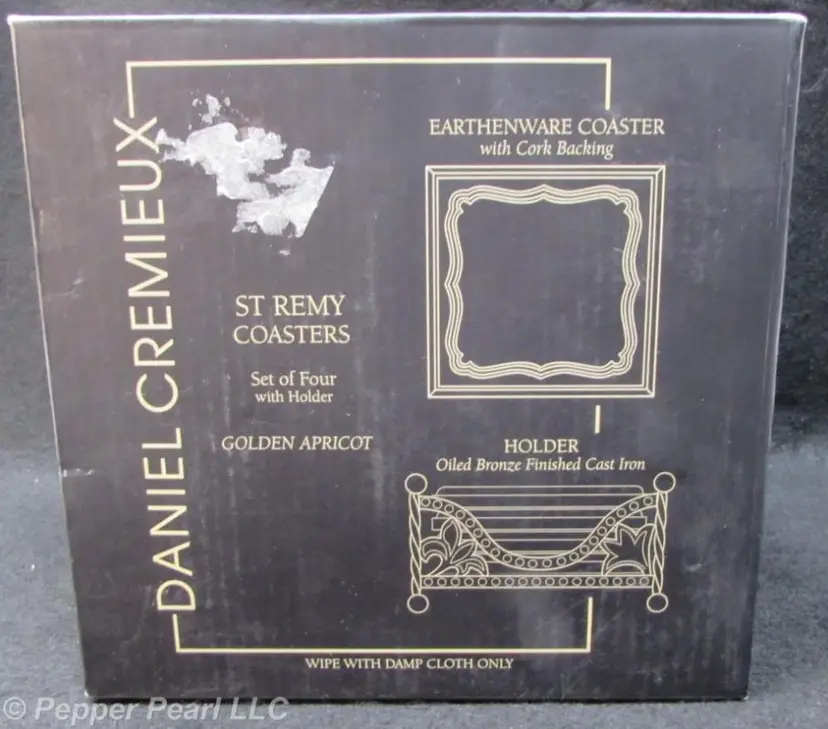 DANIEL CREMIEUX
ST REMY
COASTERS
Set of Four
with Holder
GOLDEN APRICOT
EARTHENWARE COASTER
with Cork Backing
HOLDER
Oiled Bronze Finished Cast Iron
WIPE WITH DAMP CLOTH ONLY
© Pepper Pearl LLC